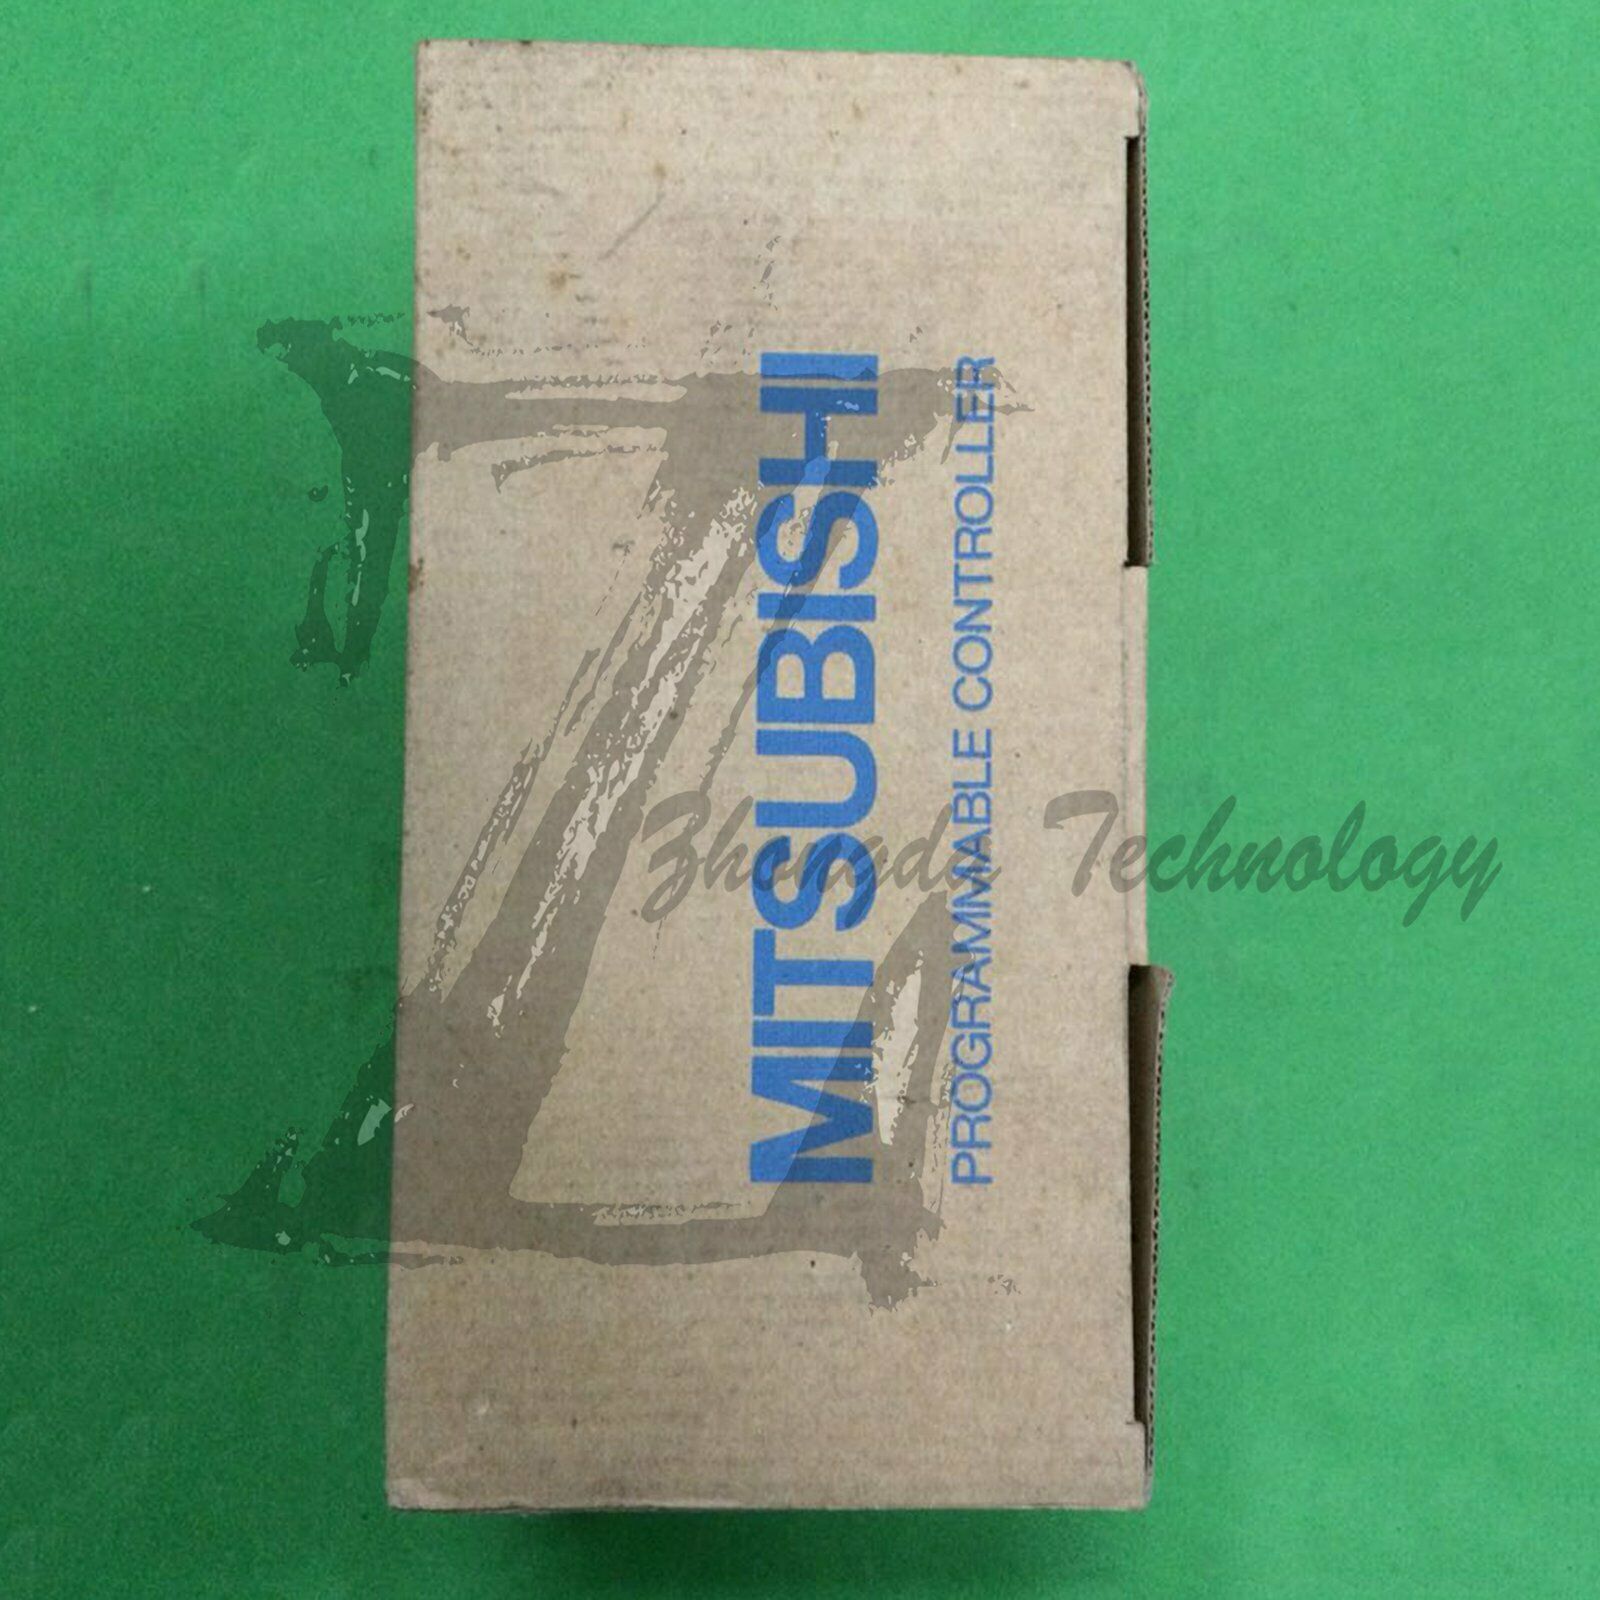 MITSUBISHI
PROGRAMMABLE CONTROLLER
Zhongda Technology